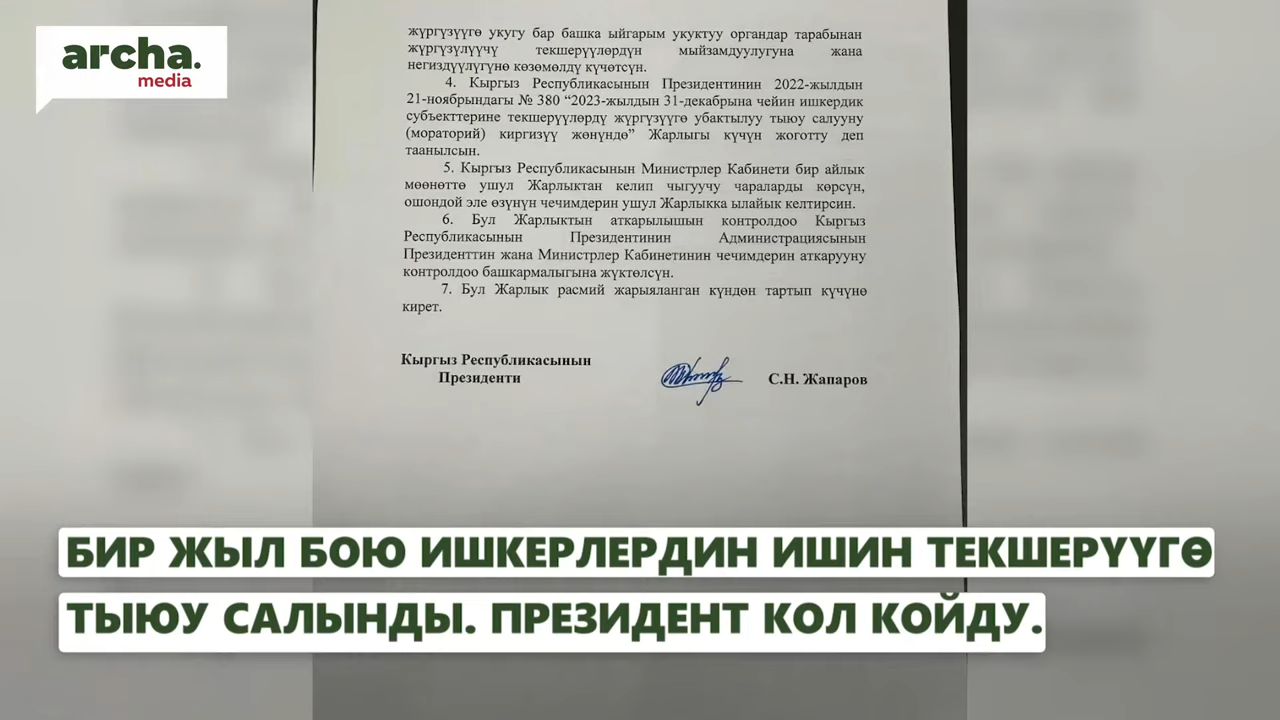 archa.
media
жүргүзүүгө укугу бар башка ыйгарым укуктуу органдар тарабынан
жүргүзүлүүчү текшерүүлөрдүн мыйзамдуулугуна жана
негиздүүлүгүнө көзөмөлдү күчөтсүн.
4. Кыргыз Республикасынын Президентинин 2022-жылдын
21-ноябрындагы № 380 “2023-жылдын 31-декабрына чейин ишкердик
субъекттерине текшерүүлөрдү жүргүзүүгө убактылуу тыюу салууну
(мораторий) киргизүү жөнүндө” Жарлыгы күчүн жоготту деп
таанылсын.
5. Кыргыз Республикасынын Министрлер Кабинети бир айлык
мөөнөттө ушул Жарлыктан келип чыгуучу чараларды көрсүн,
ошондой эле өзүнүн чечимдерин ушул Жарлыкка ылайык келтирсин.
6. Бул Жарлыктын аткарылышын контролдоо Кыргыз
Республикасынын Президентинин Администрациясынын
Президенттин жана Министрлер Кабинетинин чечимдерин аткарууну
контролдоо башкармалыгына жүктөлсүн.
7. Бул Жарлык расмий жарыяланган күндөн тартып күчүнө
кирет.
Кыргыз Республикасынын
Президенти С.Н. Жапаров
БИР ЖЫЛ БОЮ ИШКЕРЛЕРДИН ИШИН ТЕКШЕРҮҮГӨ
ТЫЮУ САЛЫНДЫ. ПРЕЗИДЕНТ КОЛ КОЙДУ.